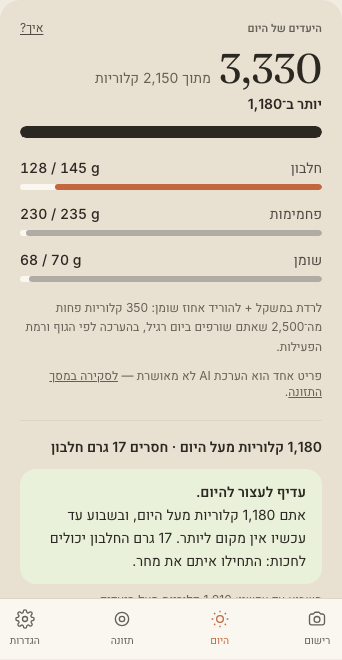 היעדים של היום
איך?
3,330 מתוך 2,150 קלוריות
יותר ב־1,180
חלבון
128 / 145 g
פחמימות
230 / 235 g
שומן
68 / 70 g
לרדת במשקל + להוריד אחוז שומן: 350 קלוריות פחות
מה־2,500 שאתם שורפים ביום רגיל, בהערכה לפי הגוף ורמת
הפעילות.
פריט אחד הוא הערכת AI לא מאושרת — לסקירה במסך
התזונה.
1,180 קלוריות מעל היום · חסרים 17 גרם חלבון
עדיף לעצור להיום.
אתם 1,180 קלוריות מעל היום, ובשבוע עד
עכשיו אין מקום ליותר. 17 גרם החלבון יכולים
לחכות: התחילו איתם את מחר.
רישום
היום
תזונה
הגדרות